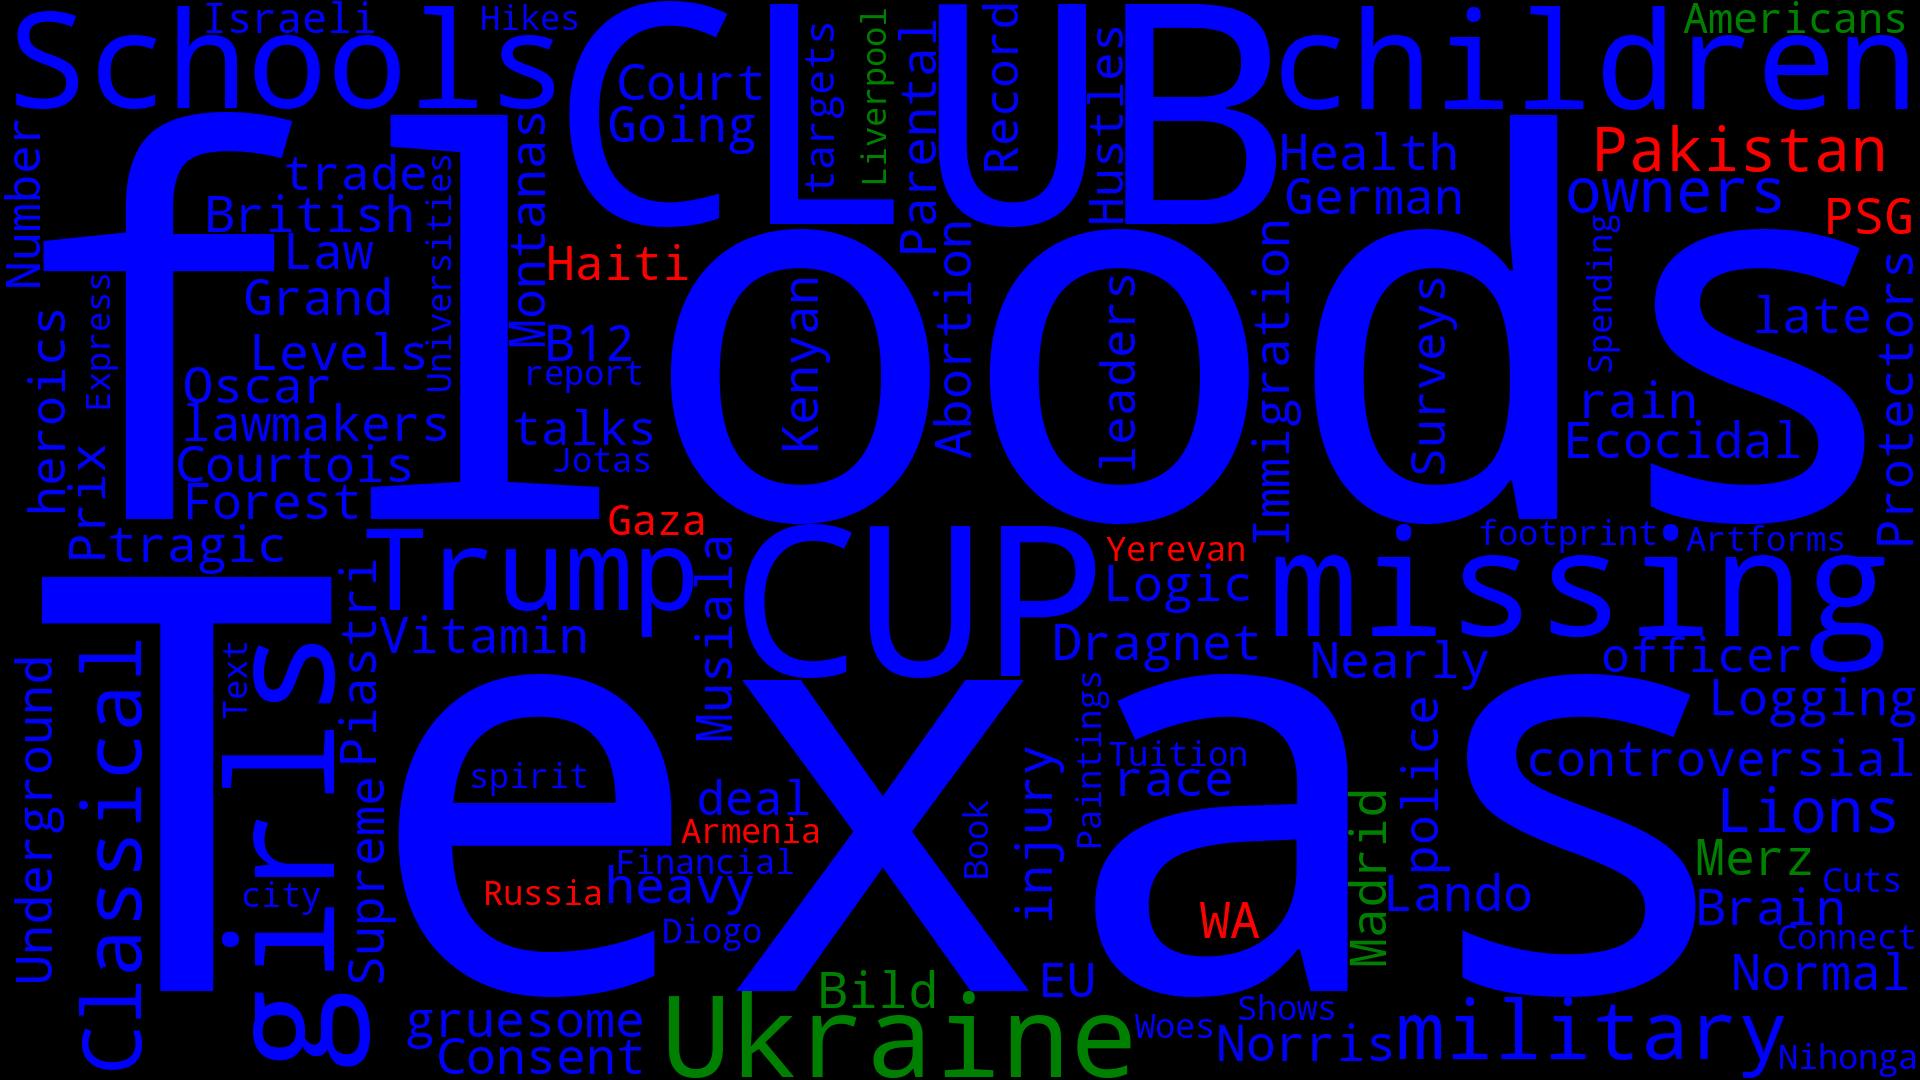 Schools
Israeli
Hikes
CLUB
Court
Going
targets
Liverpool
Parental
Record
Hustles
children
Americans
Number
floods
trades
British
Law
Universities
Montanas
Health
German
Pakistan
owners
PSG
Haiti
Grand
Express
heroics
Levels
Oscar
lawmakers
Courtois
Forest
B12
report
talks
Jotas
Kenyan
Abortion
leaders
Immigration
Surveys
Spending
late
rain
Ecocidal
Protectors
Prix
tragic
Gaza
Trump
Musiala
CUP
Yerevan
Logic
missing
footprint
Artforms
Texas
Vitamin
Piastri
Dragnet
Nearly
officer
Logging
Underground
Classical
Text
girls
Supreme
spirit
city
deal
Armenia
Financial
Russia
heavy
Diogo
Book
injury
Paintings
Tuition
race
police
controversial
Lions
Madrid
Merz
Cuts
WA
Lando
Brain
Connect
Normal
Bild
EU
gruesome
Consent
Ukraine
Woes
Shows
Norris
military
Nihonga